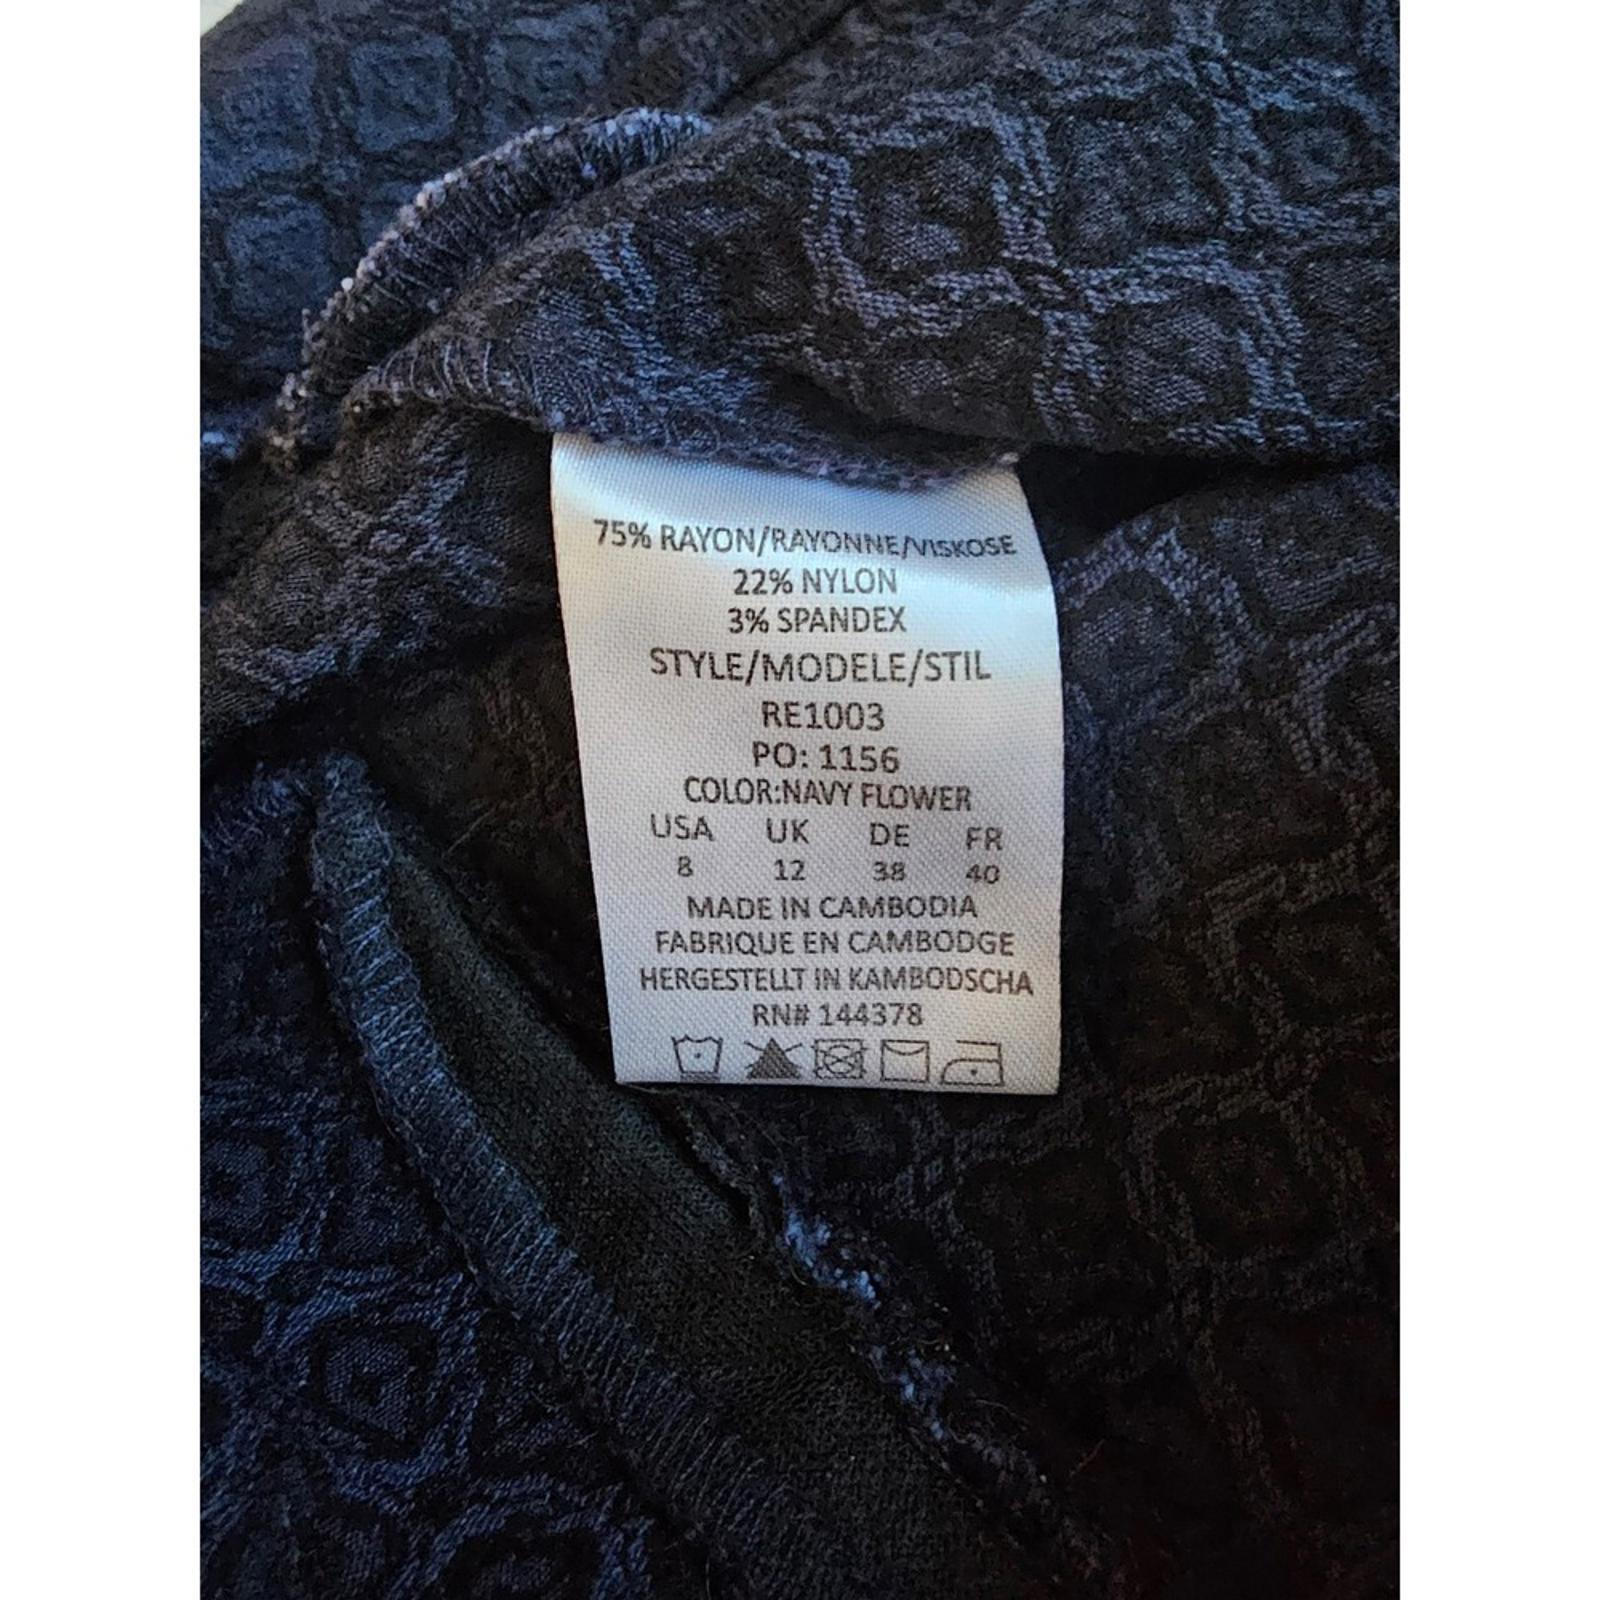 75% RAYON/RAYONNE/VISKOSE
22% NYLON
3% SPANDEX
STYLE/MODELE/STIL
RE1003
PO: 1156
COLOR:NAVY FLOWER
USA UK DE FR
8 12 38 40
MADE IN CAMBODIA
FABRIQUE EN CAMBODGE
HERGESTELLT IN KAMBODSCHA
RN# 144378